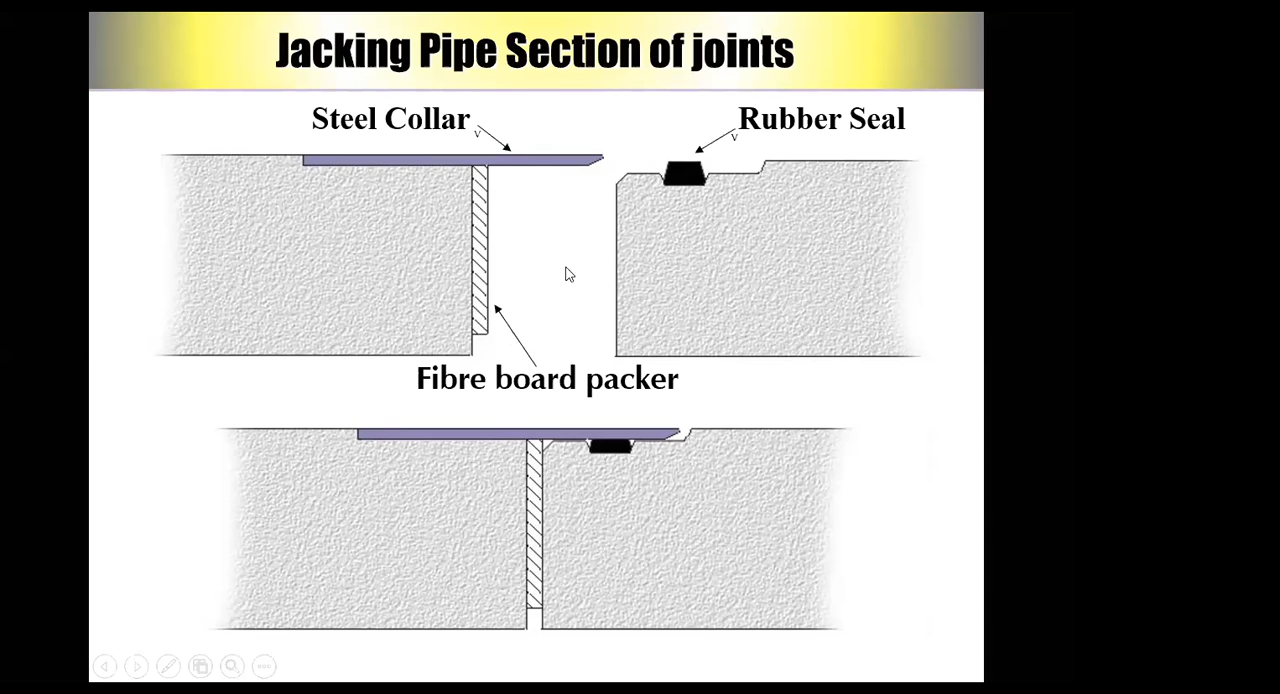 Jacking Pipe Section of joints
Steel Collar
v
Rubber Seal
v
Fibre board packer